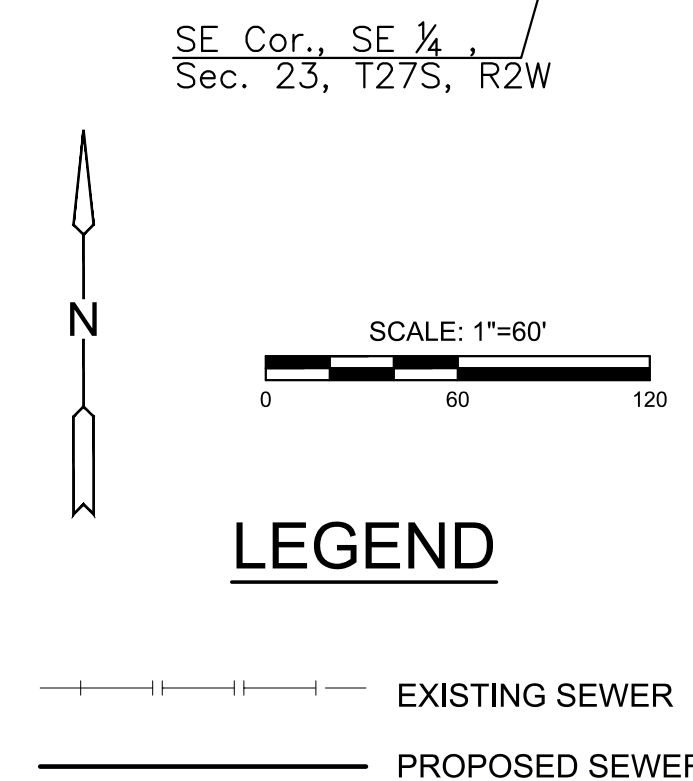 SE Cor., SE ¼ ,
Sec. 23, T27S, R2W
N
SCALE: 1"=60'
0 60 120
LEGEND
EXISTING SEWER
PROPOSED SEWER